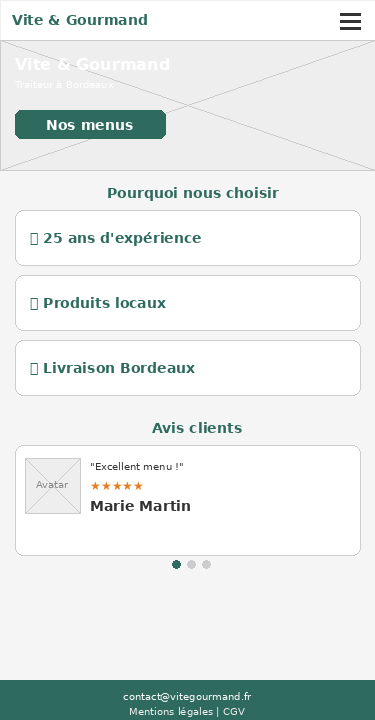 Vite & Gourmand
Vite & Gourmand
Traiteur à Bordeaux
Nos menus
Pourquoi nous choisir
25 ans d'expérience
Produits locaux
Livraison Bordeaux
Avis clients
Avatar
"Excellent menu !"
★★★★★
Marie Martin
contact@vitegourmand.fr
Mentions légales | CGV